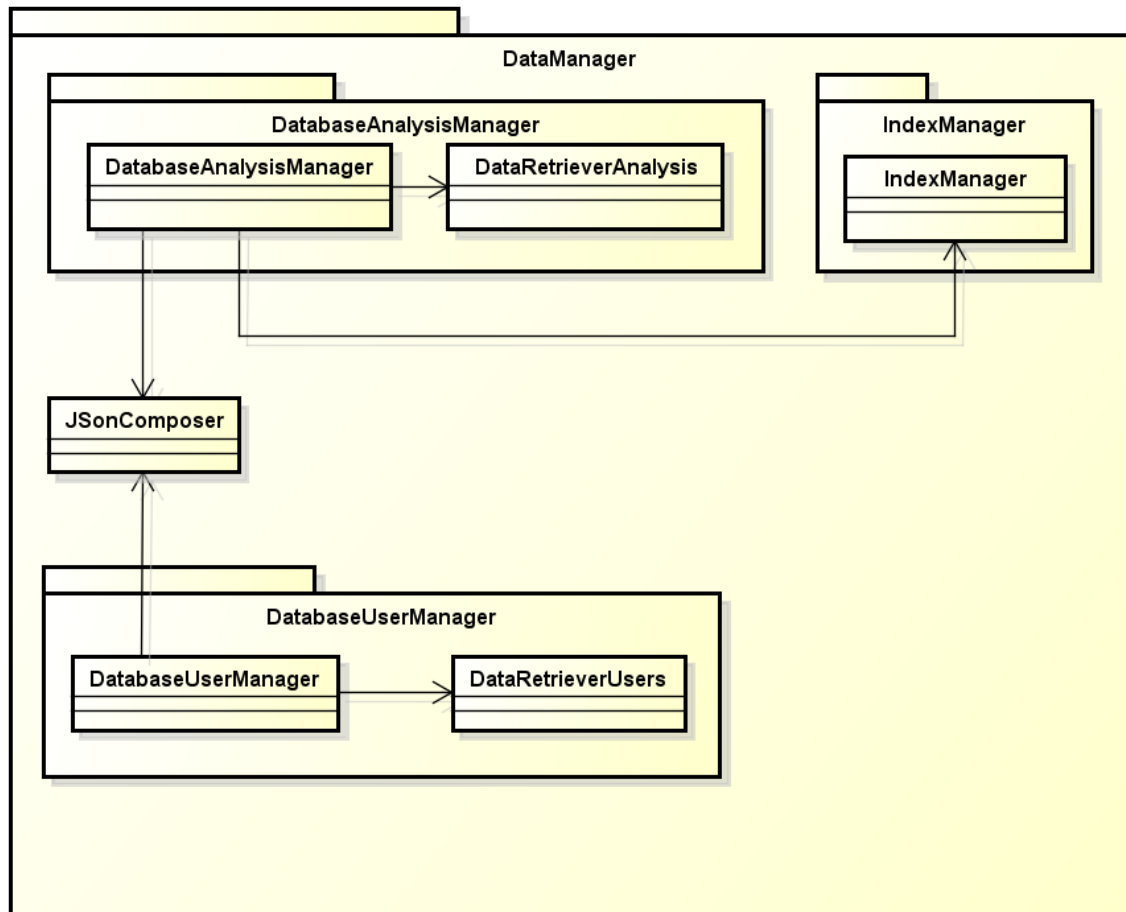 DataManager
DatabaseAnalysisManager
IndexManager
DatabaseAnalysisManager
DataRetrieverAnalysis
IndexManager
JSonComposer
DatabaseUserManager
DatabaseUserManager
DataRetrieverUsers